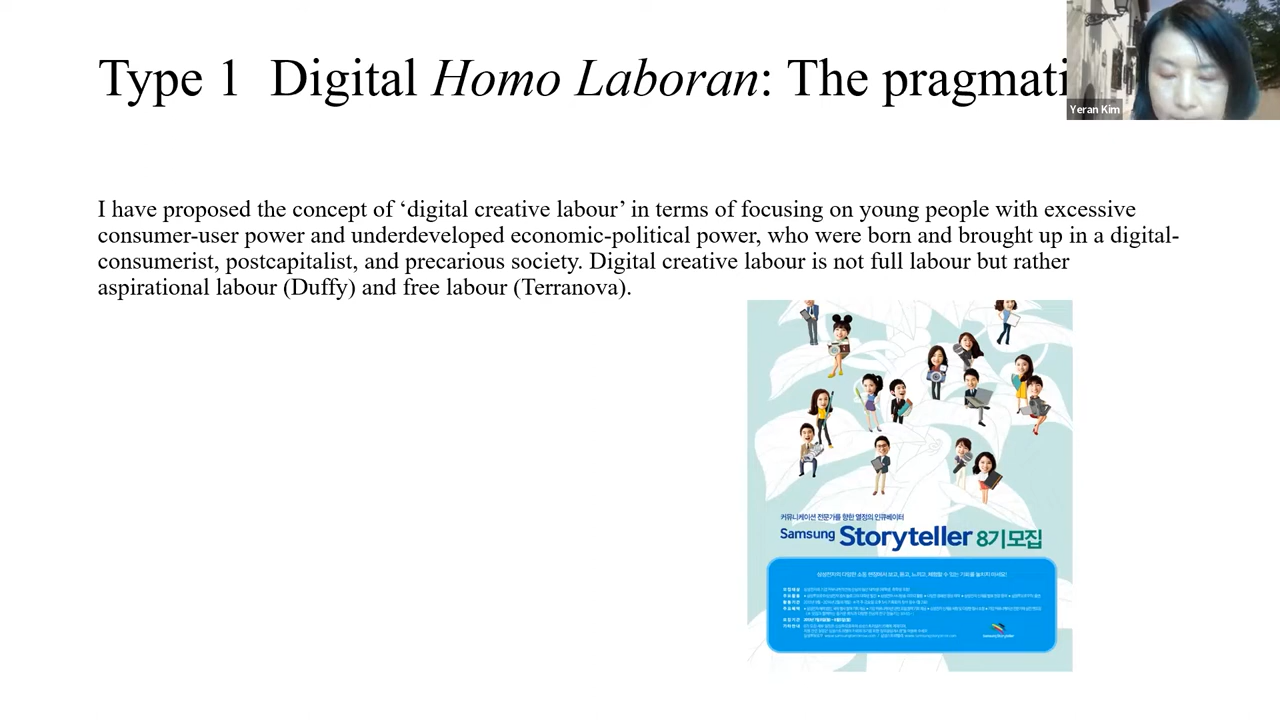 Type 1 Digital Homo Laboran: The pragmati
Yeran Kim
I have proposed the concept of ‘digital creative labour’ in terms of focusing on young people with excessive
consumer-user power and underdeveloped economic-political power, who were born and brought up in a digital-
consumerist, postcapitalist, and precarious society. Digital creative labour is not full labour but rather
aspirational labour (Duffy) and free labour (Terranova).
커뮤니케이션 전문가를 향한 열정의 인큐베이터
Samsung Storyteller 8기 모집